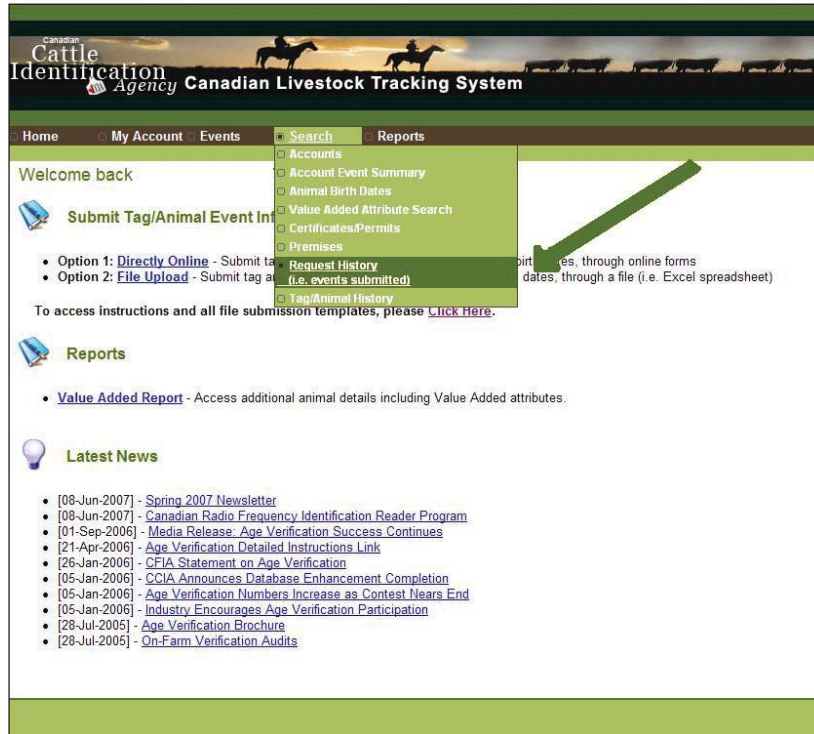 Canadian
Cattle
Identification
Agency Canadian Livestock Tracking System
Home My Account Events Search Reports
Accounts
Account Event Summary
Animal Birth Dates
Value Added Attribute Search
Certificates/Permits
Premises
Request History
(i.e. events submitted)
Tag/Animal History
Welcome back
Submit Tag/Animal Event Inf
• Option 1: Directly Online - Submit ta es, through online forms
• Option 2: File Upload - Submit tag a dates, through a file (i.e. Excel spreadsheet)
To access instructions and all file submission templates, please Click Here.
Reports
• Value Added Report - Access additional animal details including Value Added attributes.
Latest News
• [08-Jun-2007] - Spring 2007 Newsletter
• [08-Jun-2007] - Canadian Radio Frequency Identification Reader Program
• [01-Sep-2006] - Media Release: Age Verification Success Continues
• [21-Apr-2006] - Age Verification Detailed Instructions Link
• [26-Jan-2006] - CFIA Statement on Age Verification
• [05-Jan-2006] - CCIA Announces Database Enhancement Completion
• [05-Jan-2006] - Age Verification Numbers Increase as Contest Nears End
• [05-Jan-2006] - Industry Encourages Age Verification Participation
• [28-Jul-2005] - Age Verification Brochure
• [28-Jul-2005] - On-Farm Verification Audits